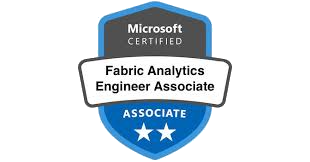 Microsoft
CERTIFIED
Fabric Analytics
Engineer Associate
ASSOCIATE